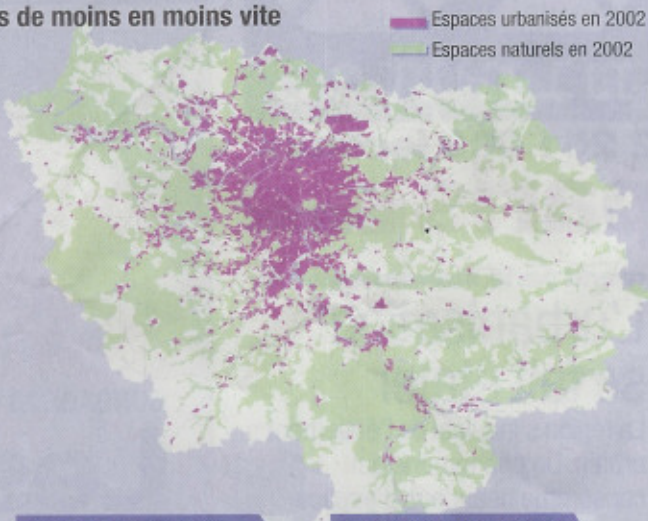 s de moins en moins vite
Espaces urbanisés en 2002
Espaces naturels en 2002